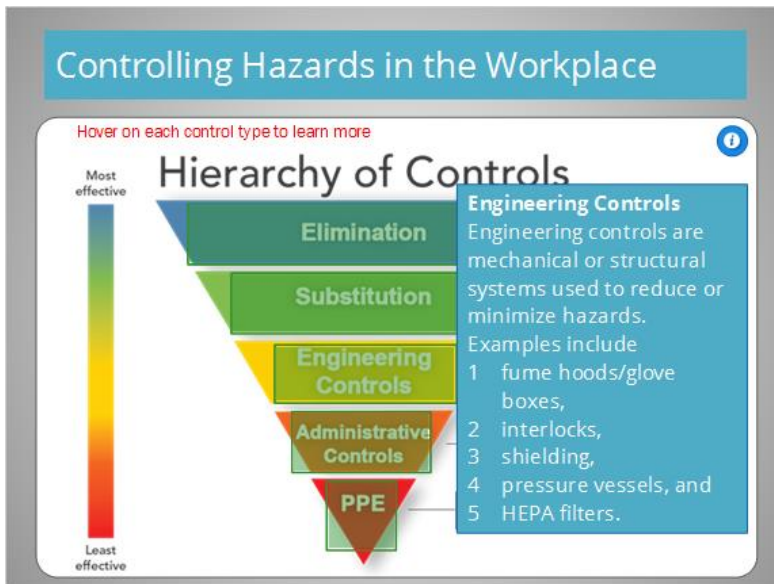 Controlling Hazards in the Workplace
Hover on each control type to learn more
i
Hierarchy of Controls
Most
effective
Elimination
Substitution
Engineering
Controls
Administrative
Controls
PPE
Least
effective
Engineering Controls
Engineering controls are
mechanical or structural
systems used to reduce or
minimize hazards.
Examples include
1 fume hoods/glove
boxes,
2 interlocks,
3 shielding,
4 pressure vessels, and
5 HEPA filters.